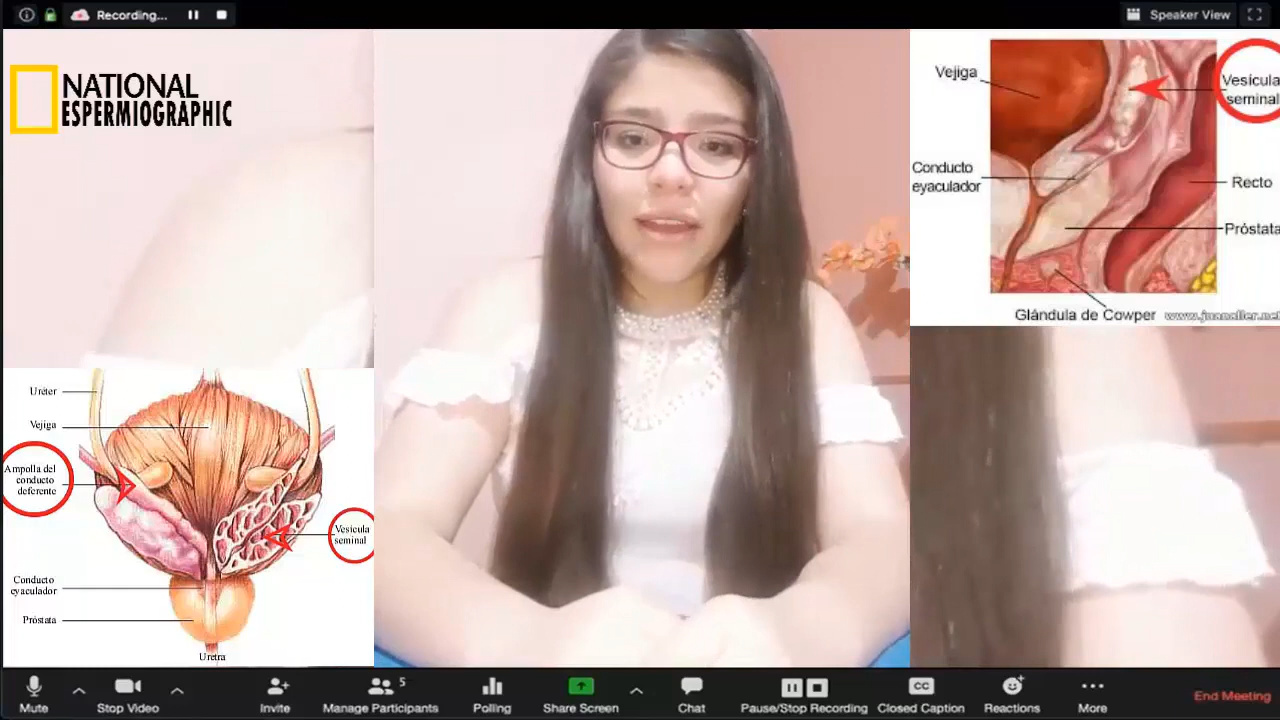 Recording...
Speaker View
NATIONAL
ESPERMIOGRAPHIC
Vejiga
Vesícula
seminal
Conducto
eyaculador
Recto
Próstata
Glándula de Cowper
Uréter
Vejiga
Ampolla del
conducto
deferente
Vesícula
seminal
Conducto
eyaculador
Próstata
Uretra
Mute
Stop Video
Invite
5
Manage Participants
Polling
Share Screen
Chat
Pause/Stop Recording
CC
Closed Caption
Reactions
More
End Meeting